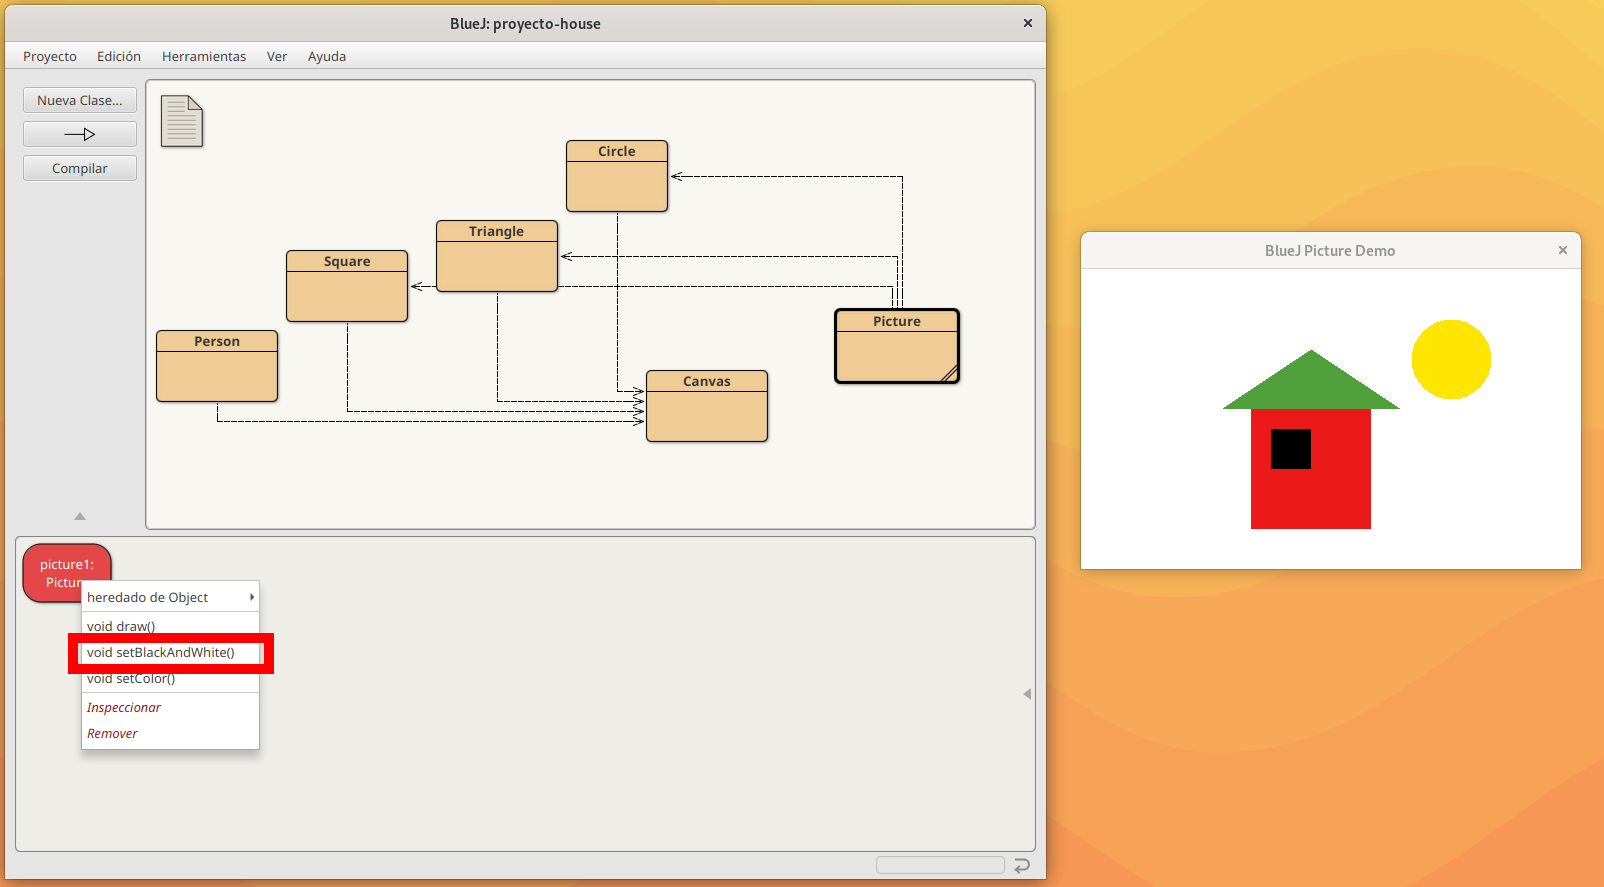 BlueJ: proyecto-house
Proyecto Edición Herramientas Ver Ayuda
Nueva Clase...
Compilar
Circle
Triangle
Square
Person
Picture
Canvas
BlueJ Picture Demo
picture1:
heredado de Object
void draw()
void setBlackAndWhite()
void setColor()
Inspeccionar
Remover